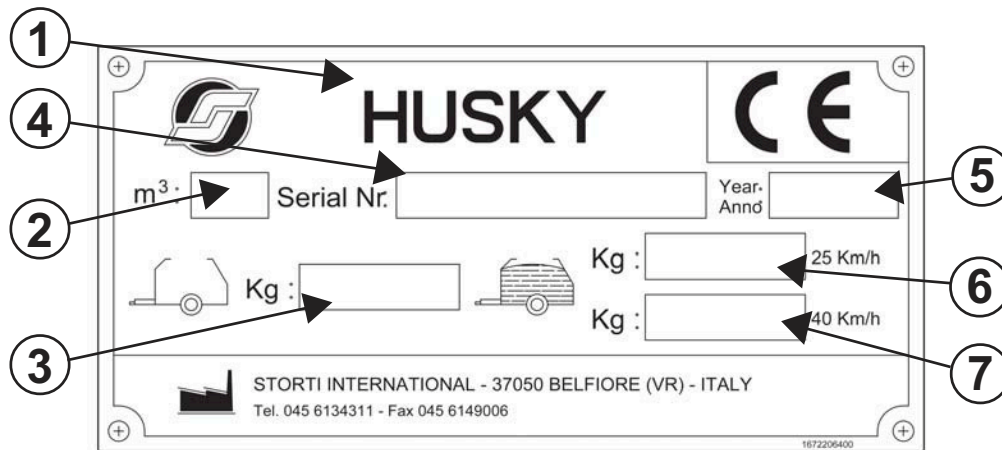 1
HUSKY
CE
4
m³ :
2
Serial Nr.
Year
Anno
5
Kg :
3
Kg :
25 Km/h
6
Kg :
40 Km/h
7
STORTI INTERNATIONAL - 37050 BELFIORE (VR) - ITALY
Tel. 045 6134311 - Fax 045 6149006
1672206400